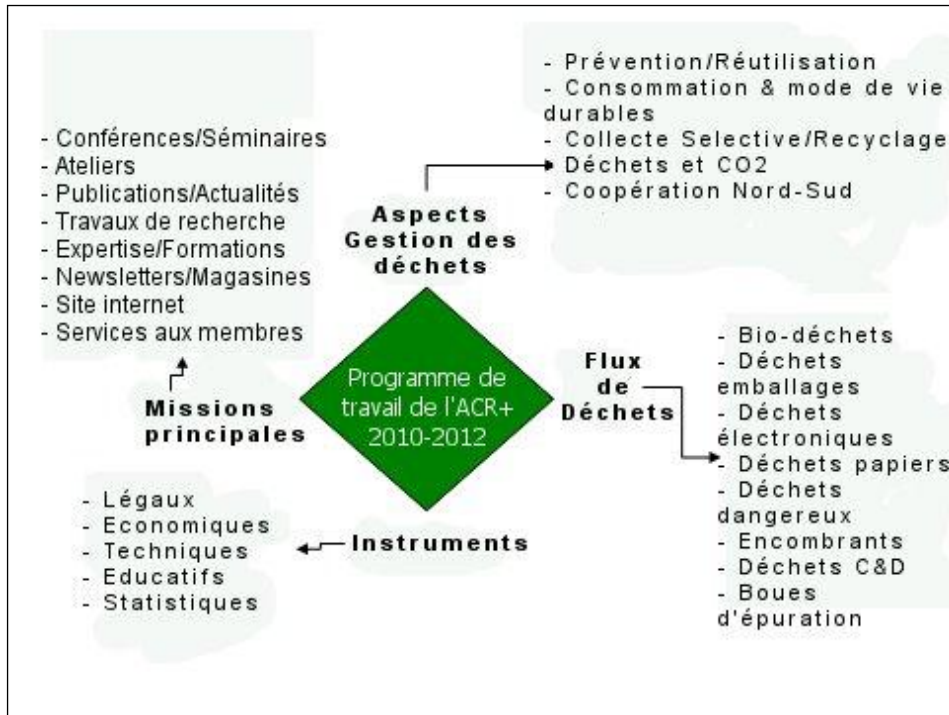 - Prévention/Réutilisation
- Consommation & mode de vie
durables
- Collecte Selective/Recyclage
- Déchets et CO2
- Coopération Nord-Sud
- Conférences/Séminaires
- Ateliers
- Publications/Actualités
- Travaux de recherche
- Expertise/Formations
- Newsletters/Magasines
- Site internet
- Services aux membres
Aspects
Gestion des
déchets
Missions
principales
Programme de
travail de l'ACR+
2010-2012
Flux
de
Déchets
- Bio-déchets
- Déchets
emballages
- Déchets
électroniques
- Déchets papiers
- Déchets
dangereux
- Encombrants
- Déchets C&D
- Boues
d'épuration
Instruments
- Légaux
- Economiques
- Techniques
- Educatifs
- Statistiques